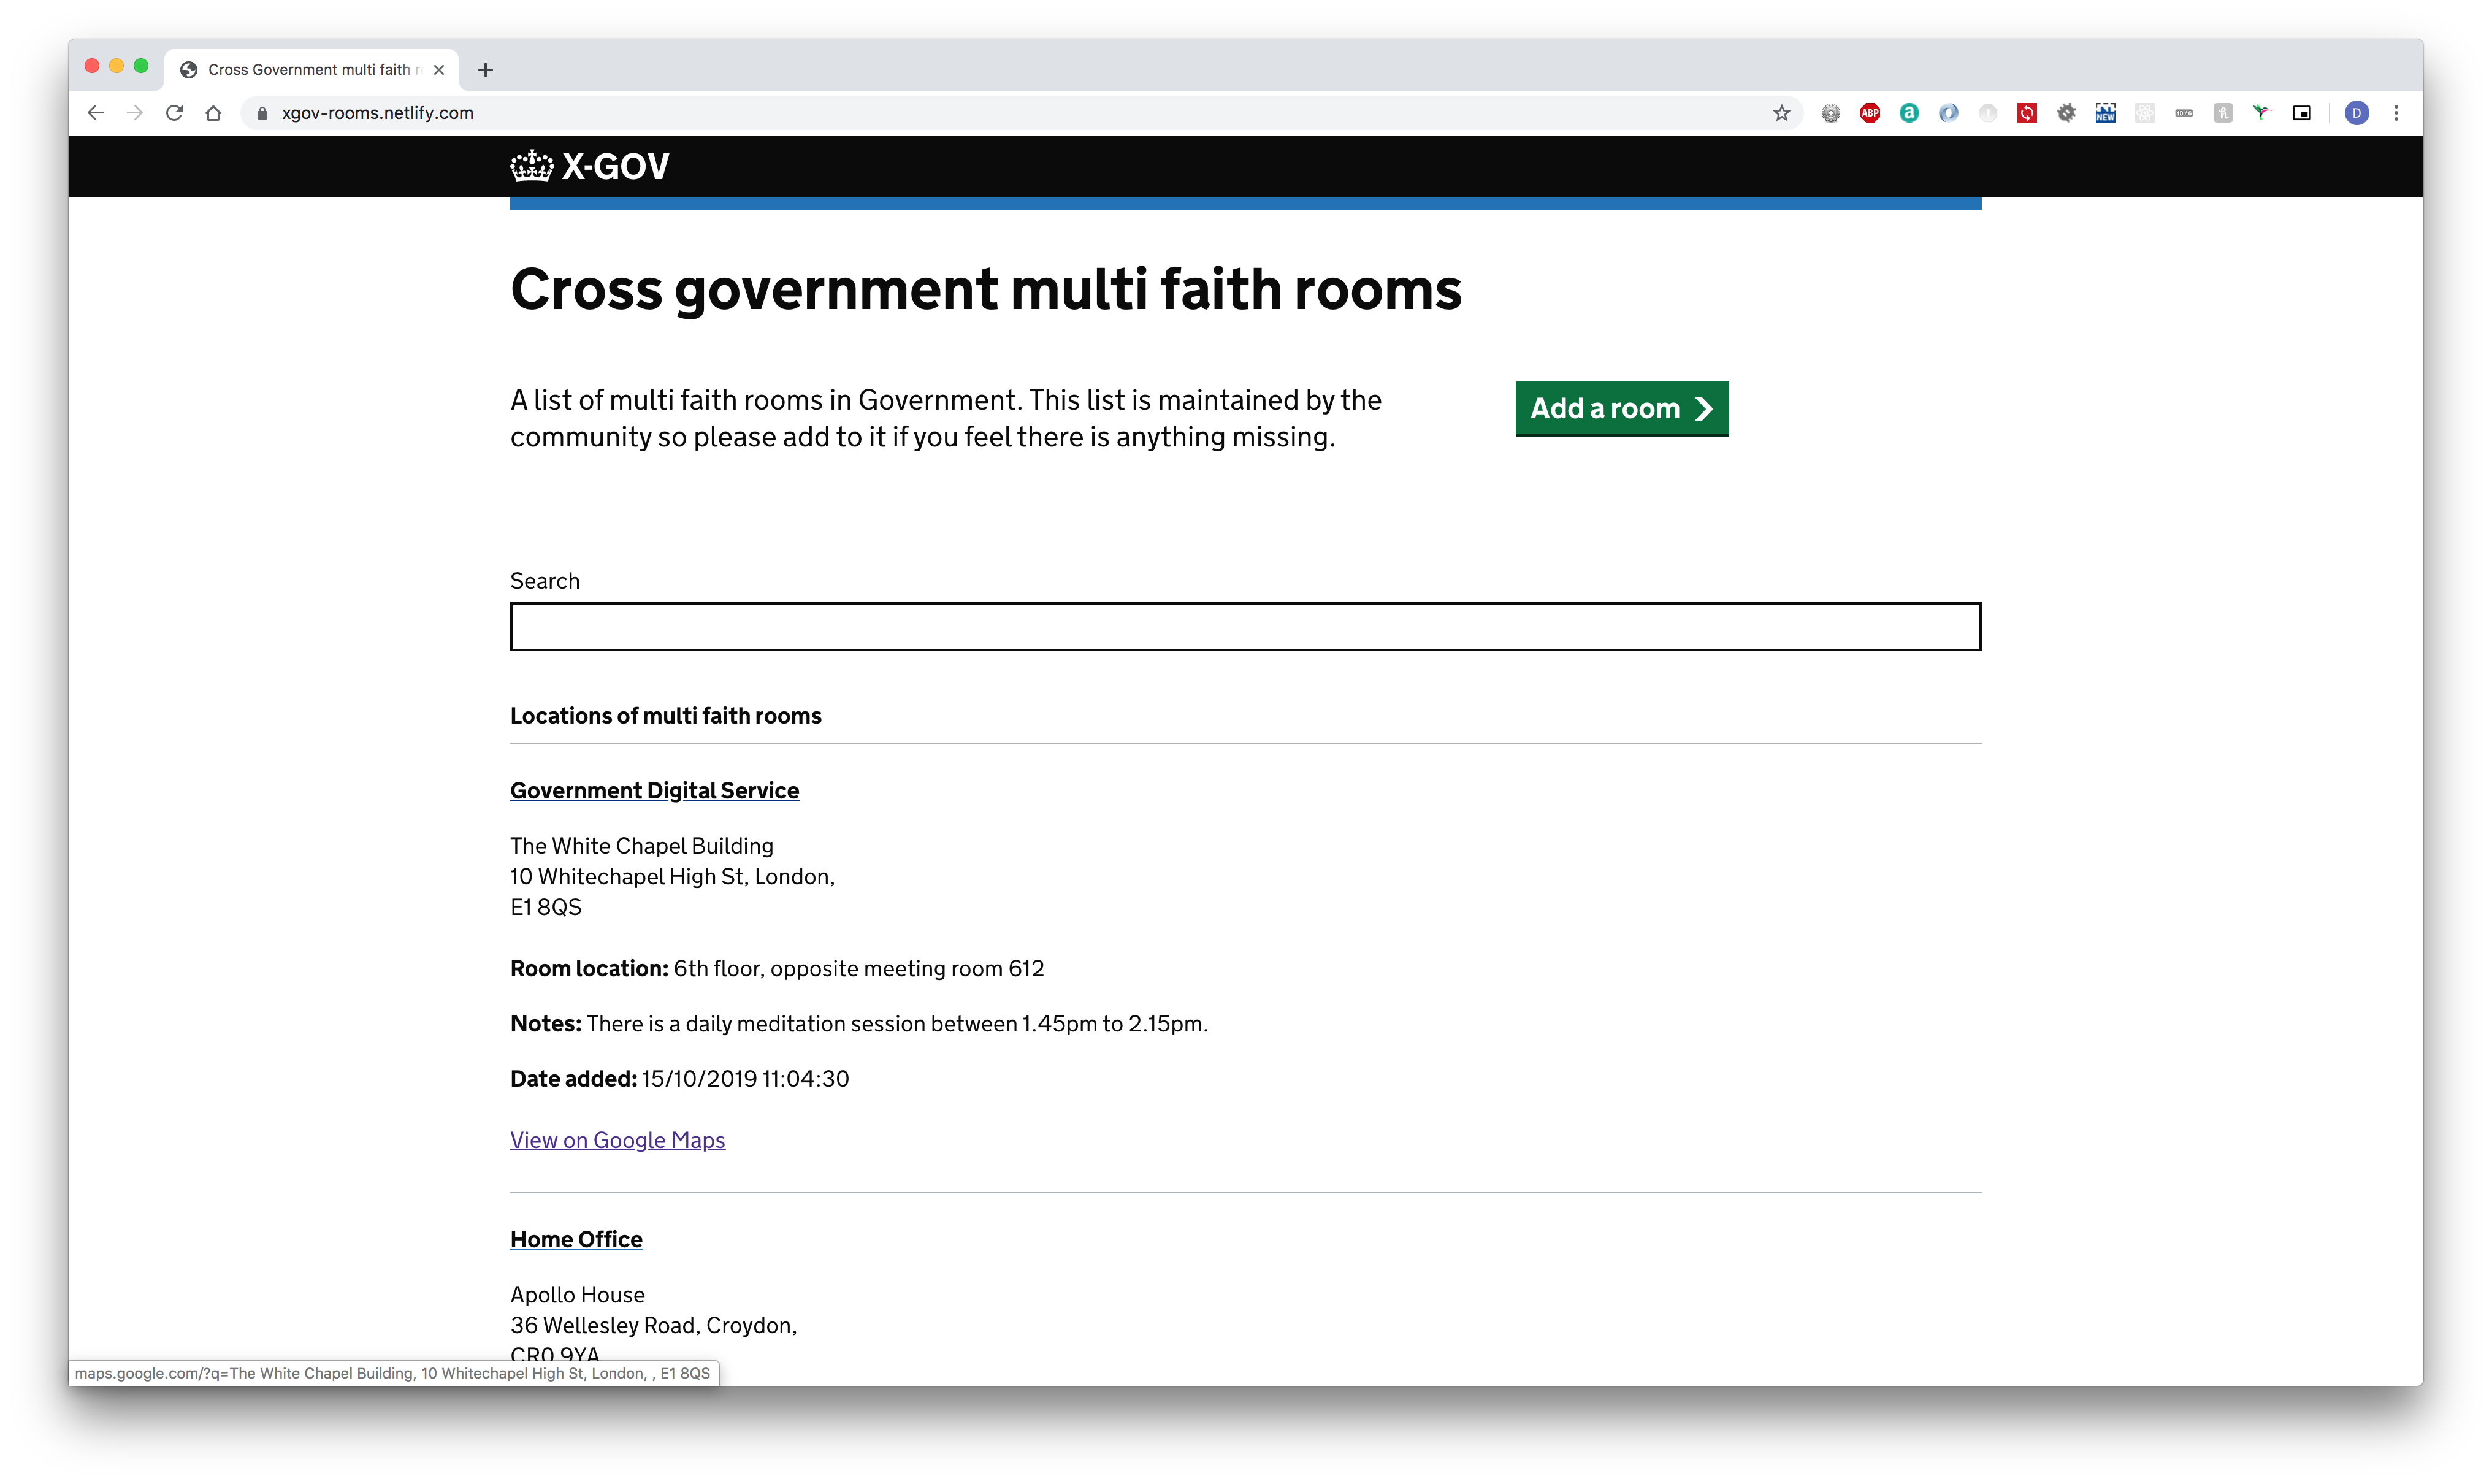 Cross Government multi faith r
xgov-rooms.netlify.com
ABP
a
NEW
10/6
D
X-GOV
Cross government multi faith rooms
A list of multi faith rooms in Government. This list is maintained by the
community so please add to it if you feel there is anything missing.
Add a room
Search
Locations of multi faith rooms
Government Digital Service
The White Chapel Building
10 Whitechapel High St, London,
E1 8QS
Room location: 6th floor, opposite meeting room 612
Notes: There is a daily meditation session between 1.45pm to 2.15pm.
Date added: 15/10/2019 11:04:30
View on Google Maps
Home Office
Apollo House
36 Wellesley Road, Croydon,
CR0 9YA
maps.google.com/?q=The White Chapel Building, 10 Whitechapel High St, London, , E1 8QS